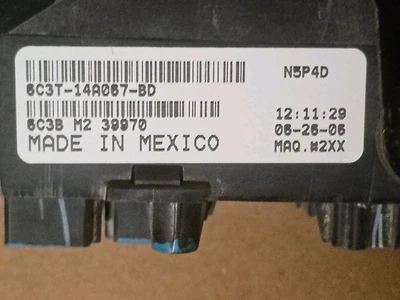 N5P4D
6C3T-14A067-BD
12:11:29
6C3B M2 39970
06-26-06
MADE IN MEXICO
MAQ.#2XX